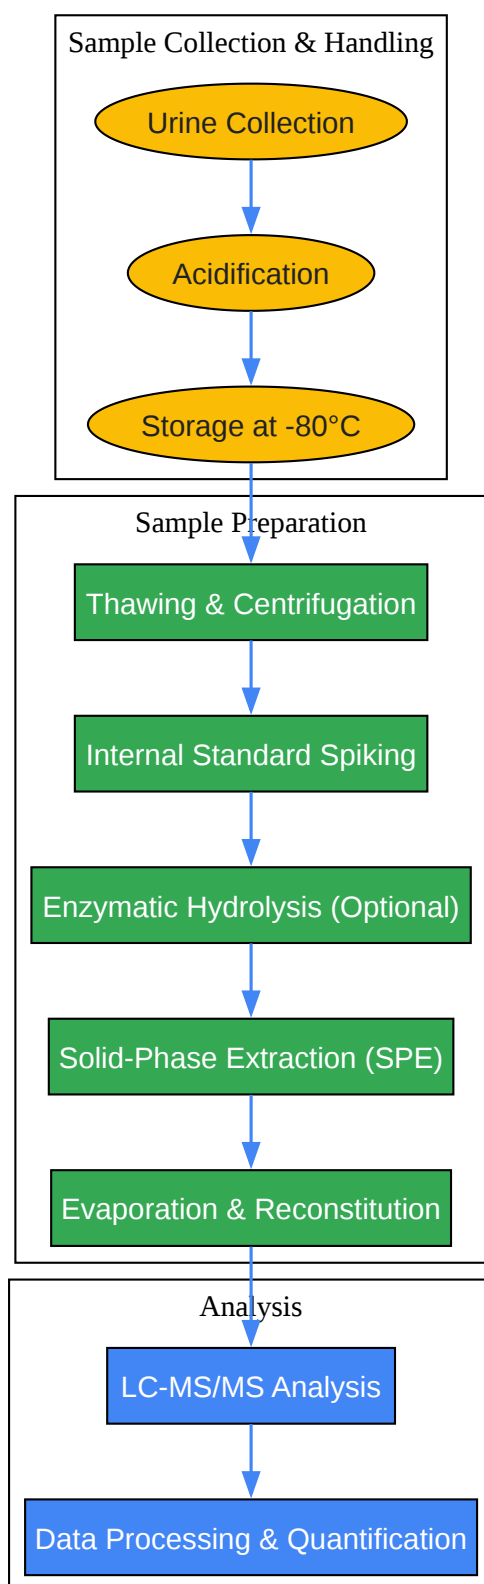 Sample Collection & Handling
Urine Collection
Acidification
Storage at -80°C
Sample Preparation
Thawing & Centrifugation
Internal Standard Spiking
Enzymatic Hydrolysis (Optional)
Solid-Phase Extraction (SPE)
Evaporation & Reconstitution
Analysis
LC-MS/MS Analysis
Data Processing & Quantification